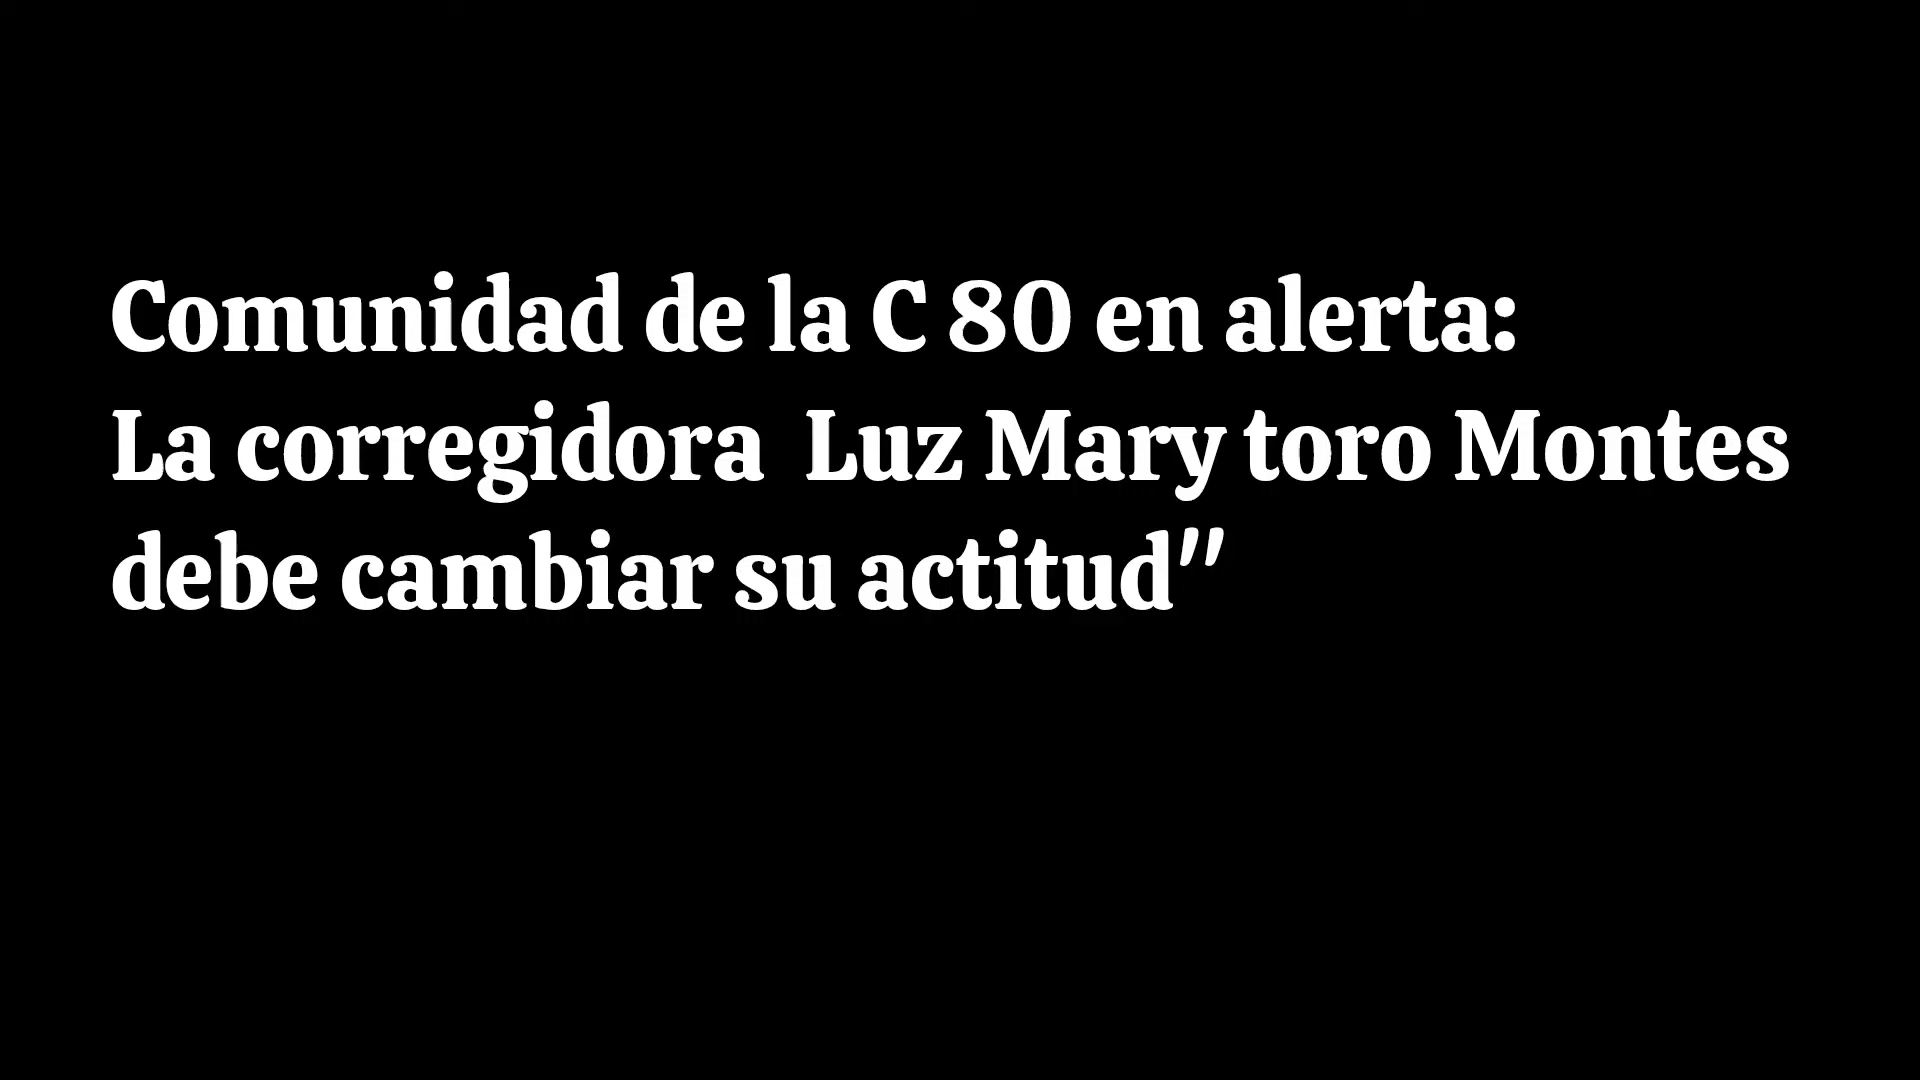 Comunidad de la C 80 en alerta:
La corregidora  Luz Mary toro Montes
debe cambiar su actitud"